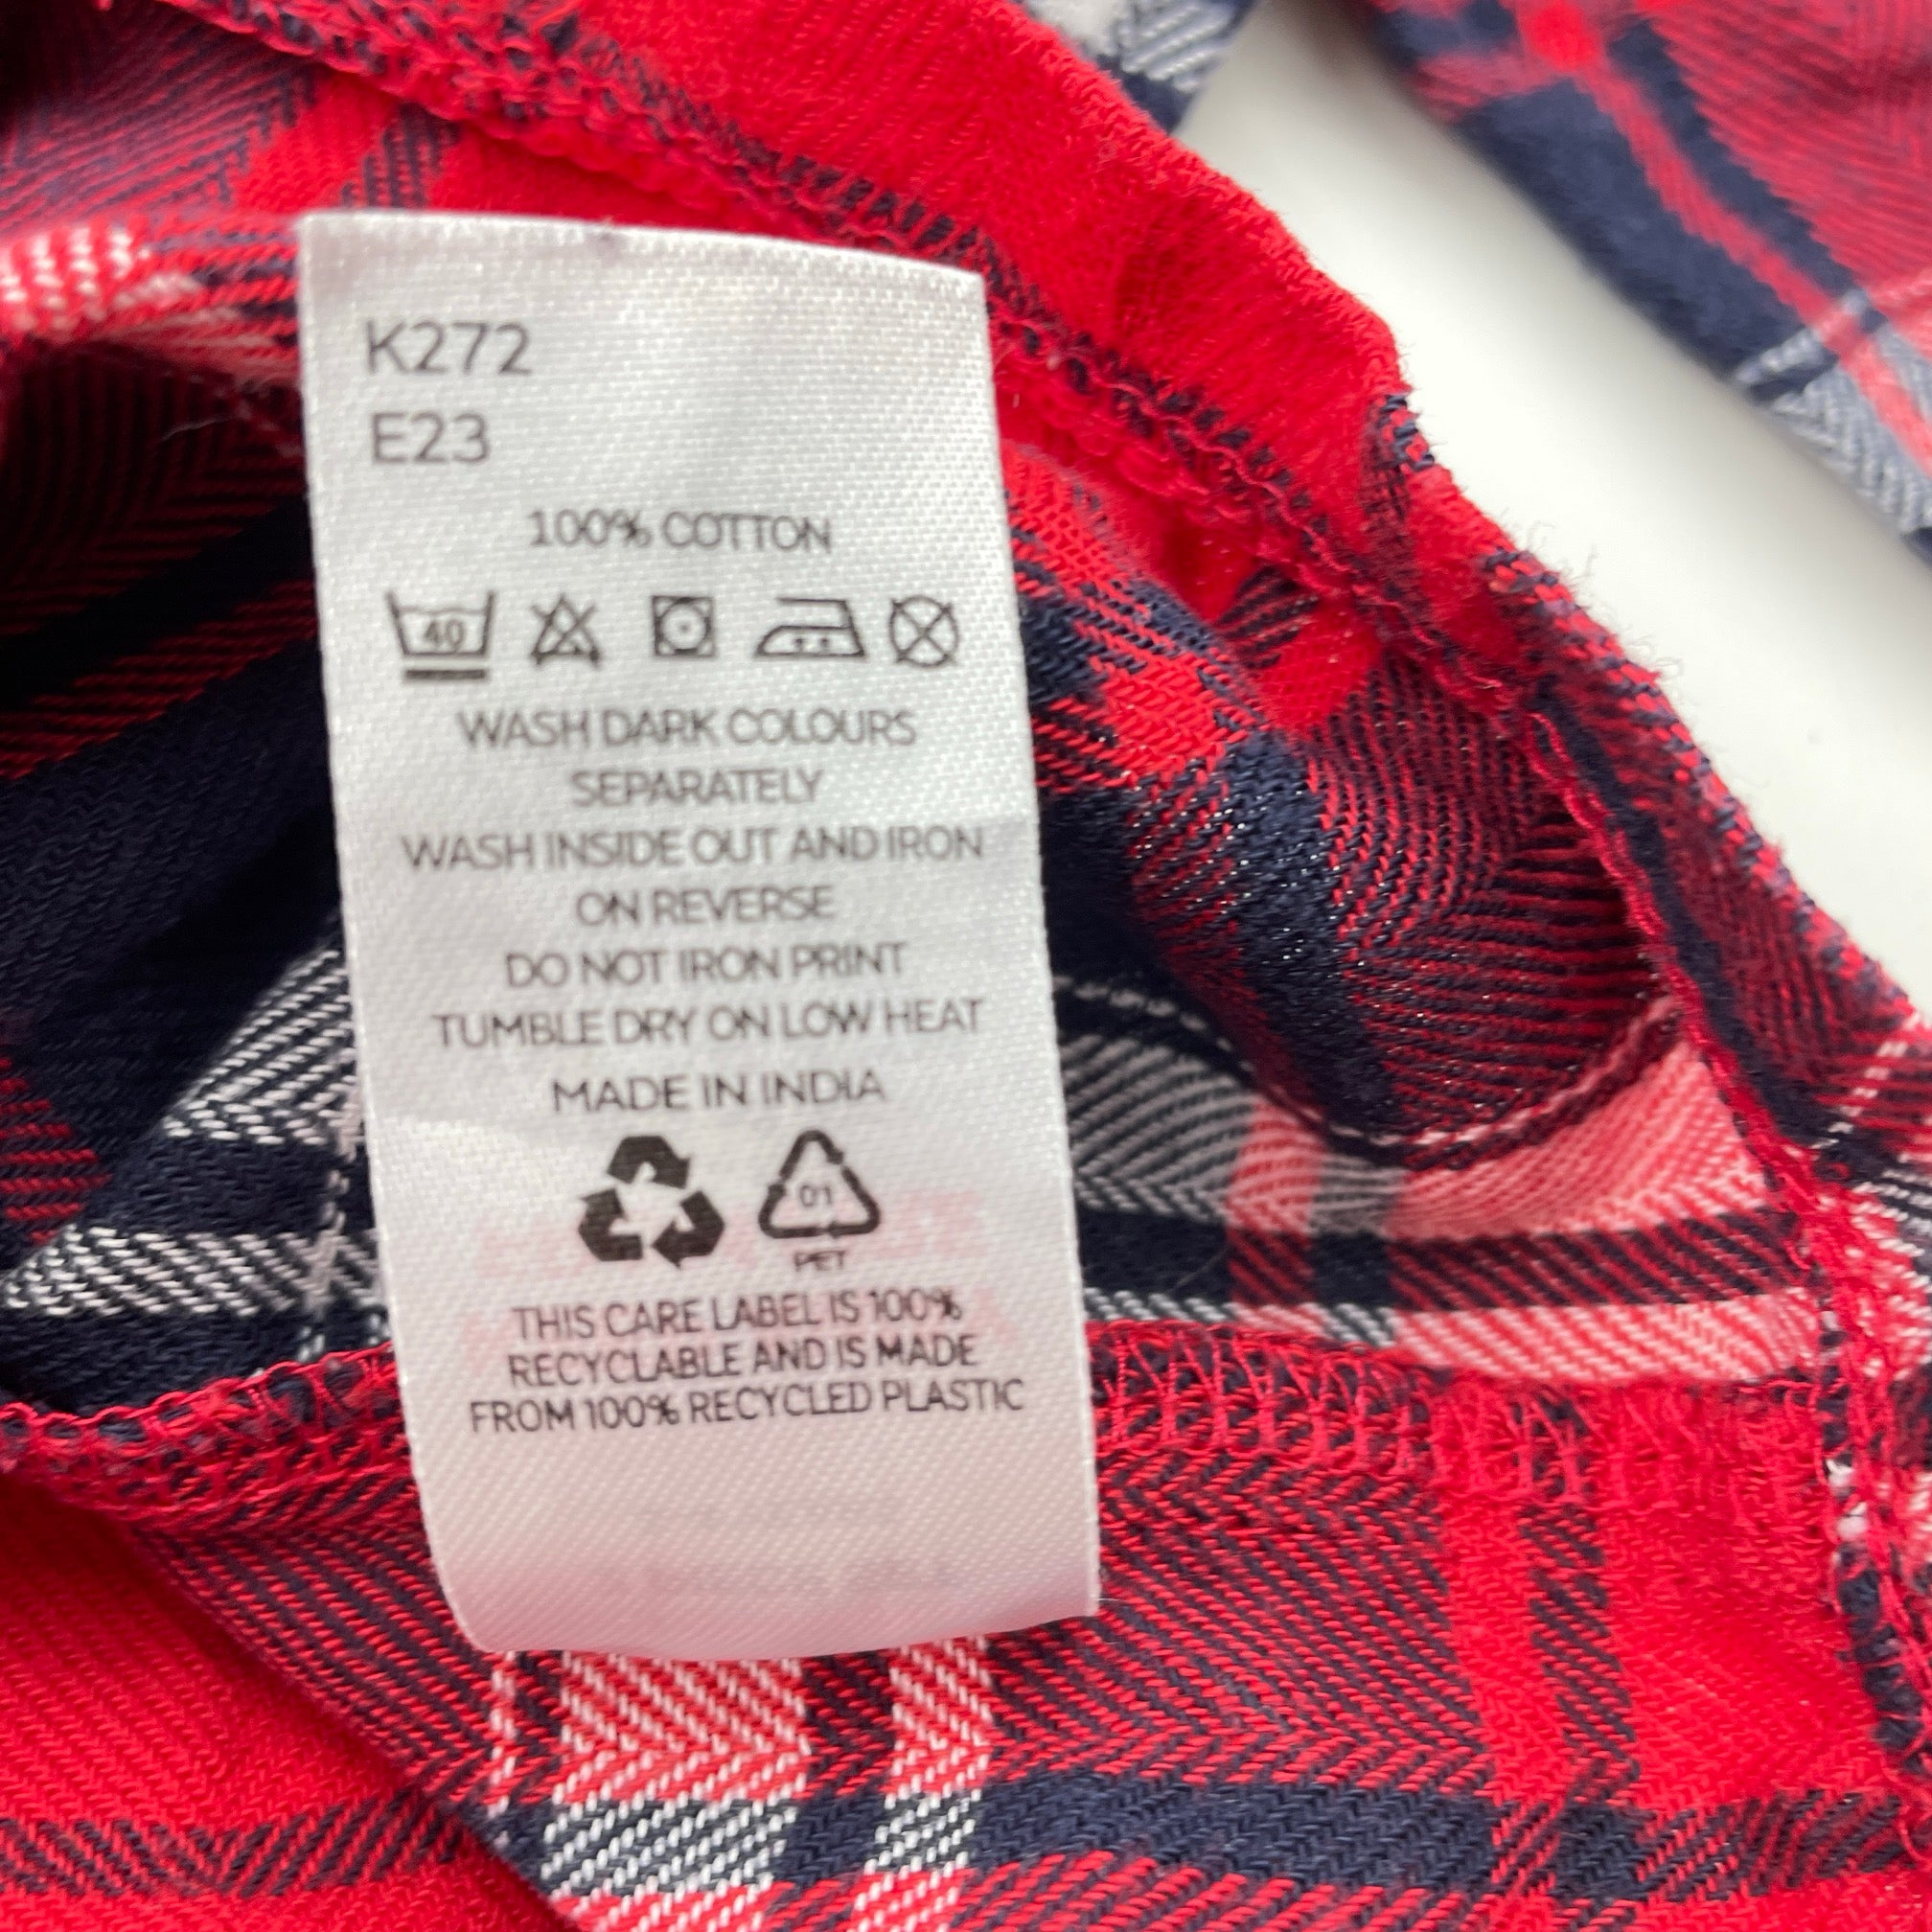 K272
E23
100% COTTON
40
WASH DARK COLOURS
SEPARATELY
WASH INSIDE OUT AND IRON
ON REVERSE
DO NOT IRON PRINT
TUMBLE DRY ON LOW HEAT
MADE IN INDIA
01
PET
THIS CARE LABEL IS 100%
RECYCLABLE AND IS MADE
FROM 100% RECYCLED PLASTIC